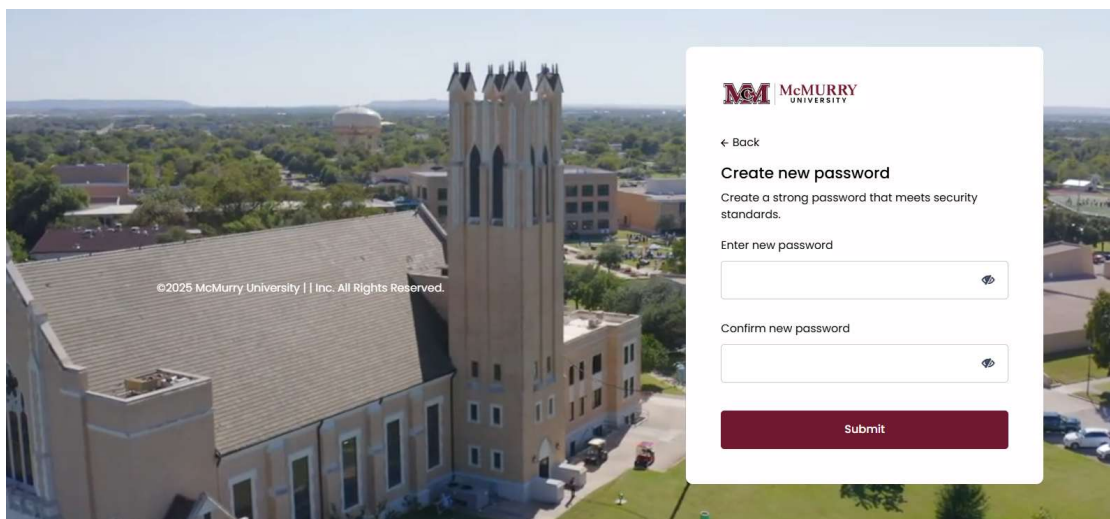 McM McMURRY
UNIVERSITY
← Back
Create new password
Create a strong password that meets security
standards.
Enter new password
Confirm new password
Submit
©2025 McMurry University | | Inc. All Rights Reserved.